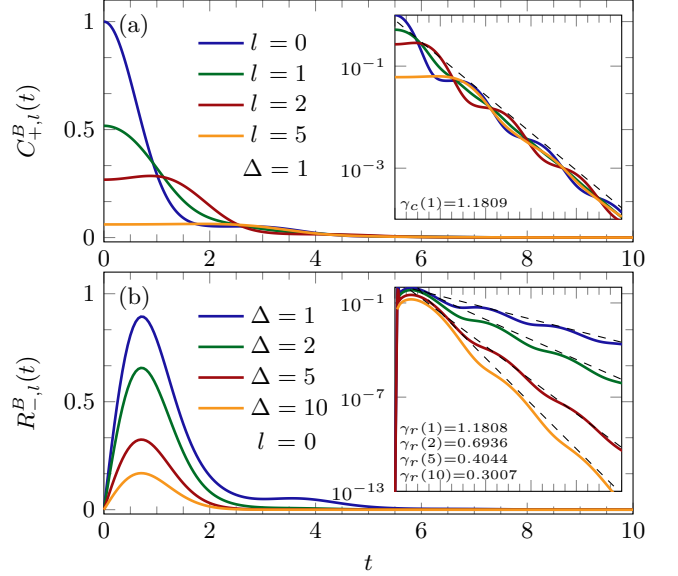 (a)
1
0.5
0
C^B_{+,l}(t)
l = 0
l = 1
l = 2
l = 5
Δ = 1
10^{-1}
10^{-3}
γ_c(1)=1.1809
0 2 4 6 8 10
(b)
1
0.5
0
R^B_{-,l}(t)
Δ = 1
Δ = 2
Δ = 5
Δ = 10
l = 0
10^{-1}
10^{-7}
10^{-13}
γ_r(1)=1.1808
γ_r(2)=0.6936
γ_r(5)=0.4044
γ_r(10)=0.3007
0 2 4 6 8 10
t